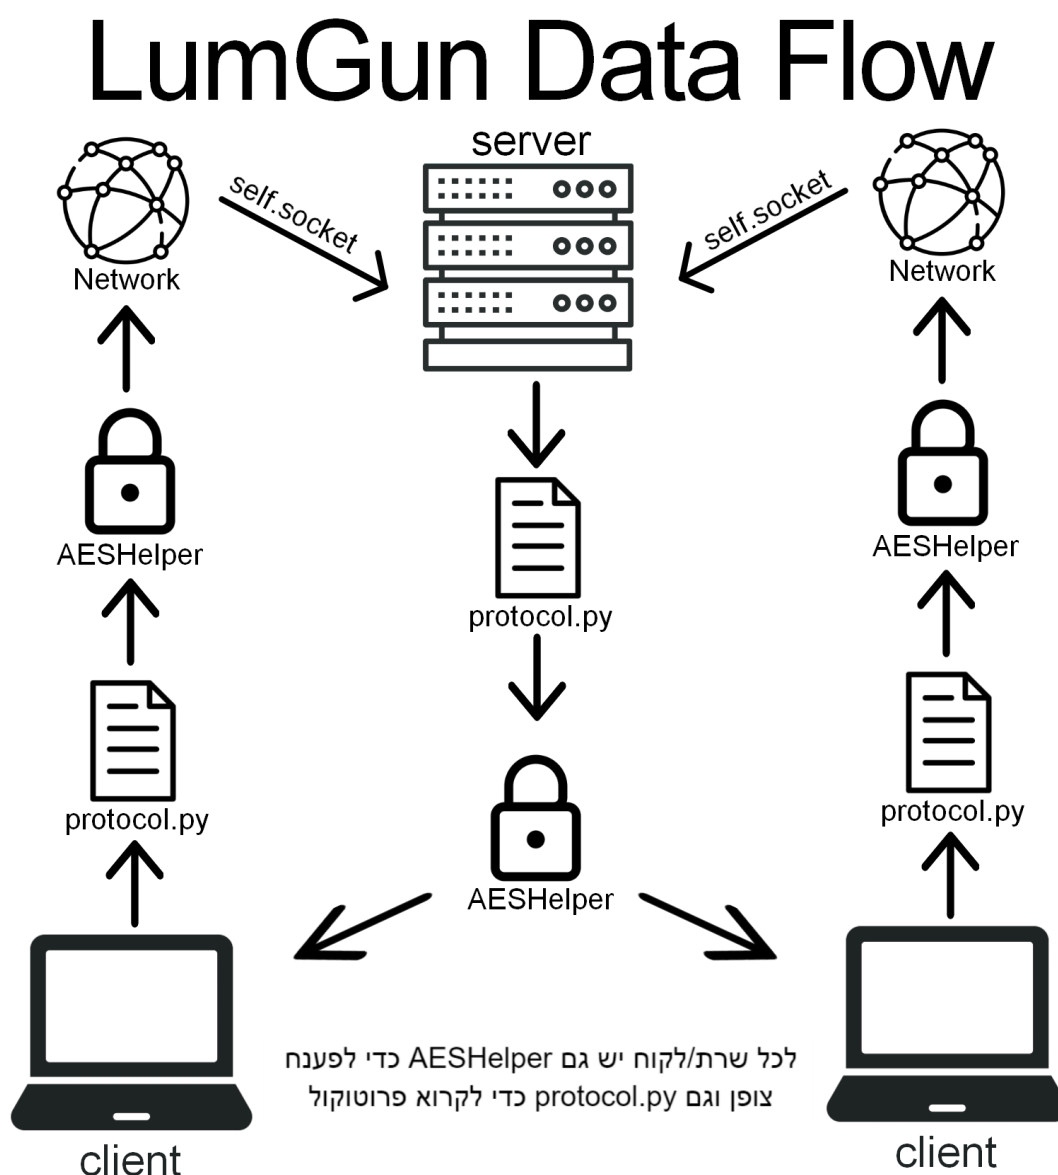 LumGun Data Flow
server
self.socket
self.socket
Network
Network
AESHelper
AESHelper
protocol.py
protocol.py
protocol.py
AESHelper
לכל שרת/לקוח יש גם AESHelper כדי לפענח
צופן וגם protocol.py כדי לקרוא פרוטוקול
client
client